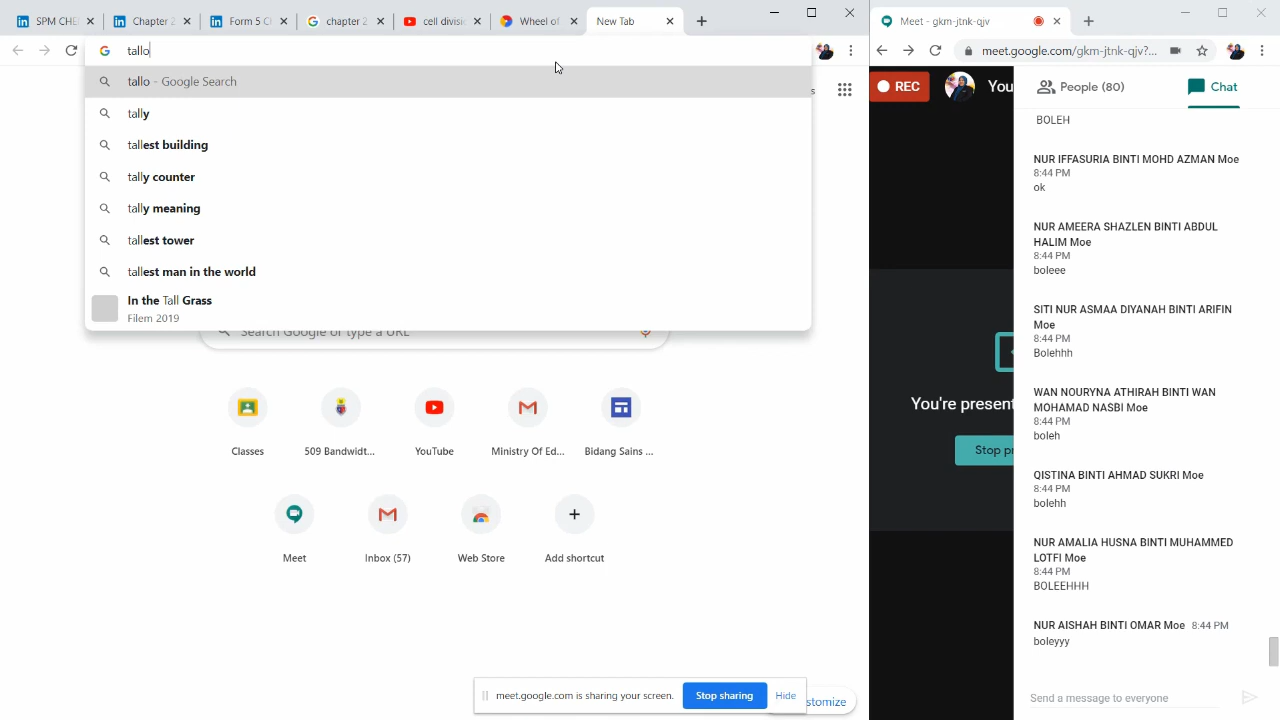 SPM CHE
Chapter 2
Form 5 C
chapter 2
cell divisi
Wheel of
New Tab
tallo
tallo - Google Search
tally
tallest building
tally counter
tally meaning
tallest tower
tallest man in the world
In the Tall Grass
Filem 2019
s
Search Google or type a URL
Classes
509 Bandwidt...
YouTube
Ministry Of Ed...
Bidang Sains ...
Meet
Inbox (57)
Web Store
Add shortcut
meet.google.com is sharing your screen.
Stop sharing
Hide
stomize
Meet - gkm-jtnk-qjv
meet.google.com/gkm-jtnk-qjv?...
REC
You
People (80)
Chat
BOLEH
NUR IFFASURIA BINTI MOHD AZMAN Moe
8:44 PM
ok
NUR AMEERA SHAZLEN BINTI ABDUL
HALIM Moe
8:44 PM
boleee
SITI NUR ASMAA DIYANAH BINTI ARIFIN
Moe
8:44 PM
Bolehhh
WAN NOURYNA ATHIRAH BINTI WAN
MOHAMAD NASBI Moe
8:44 PM
boleh
QISTINA BINTI AHMAD SUKRI Moe
8:44 PM
bolehh
NUR AMALIA HUSNA BINTI MUHAMMED
LOTFI Moe
8:44 PM
BOLEEHHH
NUR AISHAH BINTI OMAR Moe 8:44 PM
boleyyy
Send a message to everyone
You're present
Stop pr